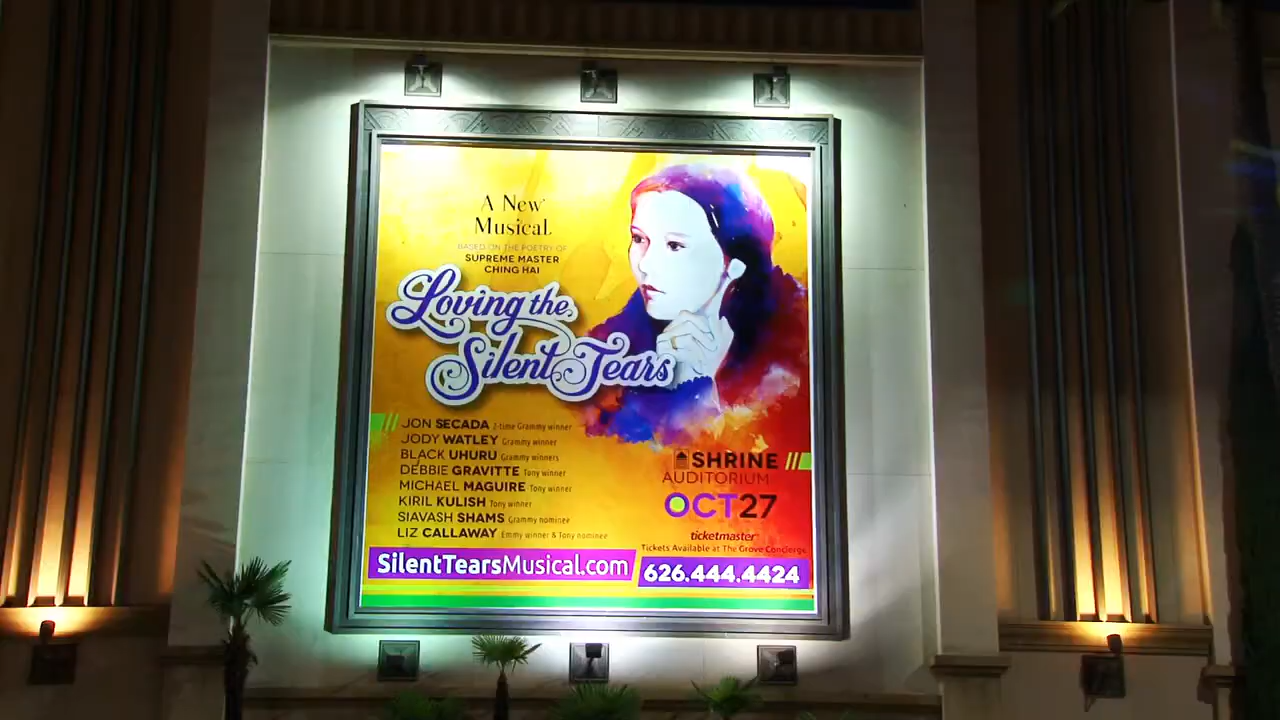 A New
Musical
BASED ON THE POETRY OF
SUPREME MASTER
CHING HAI
Loving the
Silent Tears
JON SECADA 2-time Grammy winner
JODY WATLEY Grammy winner
BLACK UHURU Grammy winners
DEBBIE GRAVITTE Tony winner
MICHAEL MAGUIRE Tony winner
KIRIL KULISH Tony winner
SIAVASH SHAMS Grammy nominee
LIZ CALLAWAY Emmy winner & Tony nominee
SHRINE
AUDITORIUM
OCT27
ticketmaster
Tickets Available at The Grove Concierge
SilentTearsMusical.com
626.444.4424